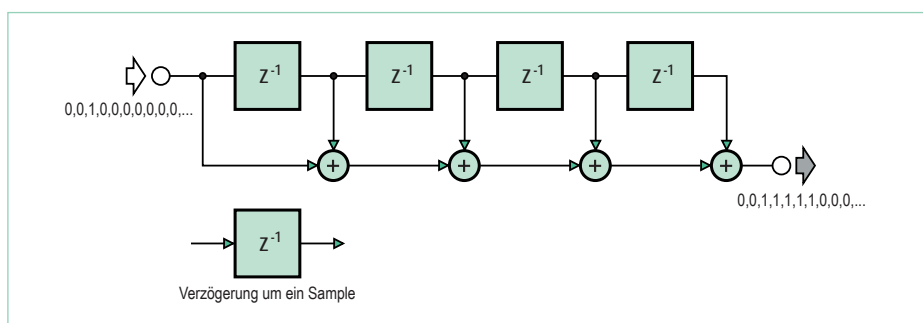 z⁻¹ z⁻¹ z⁻¹ z⁻¹
0,0,1,0,0,0,0,0,0,0,...
+ + + +
0,0,1,1,1,1,1,0,0,0,...
z⁻¹
Verzögerung um ein Sample